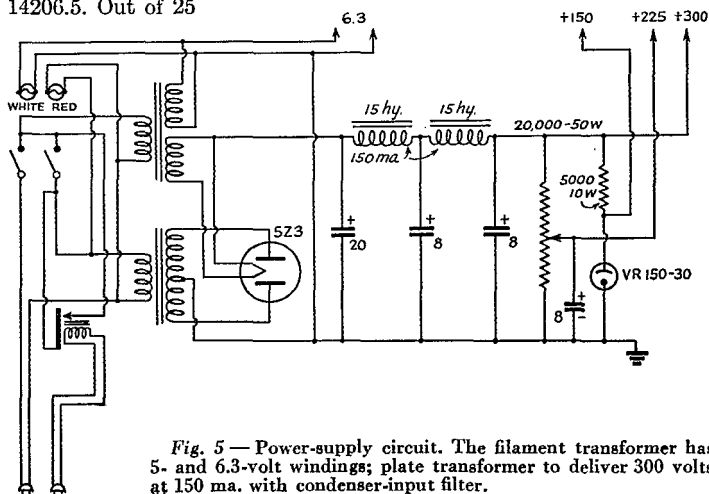 14206.5. Out of 25
6.3
+150
+225
+300
WHITE RED
15 hy.
15 hy.
150 ma.
20,000-50W
5000
10W
5Z3
+
20
+
8
+
8
8
+
-
VR 150-30
Fig. 5 — Power-supply circuit. The filament transformer has
5- and 6.3-volt windings; plate transformer to deliver 300 volts
at 150 ma. with condenser-input filter.